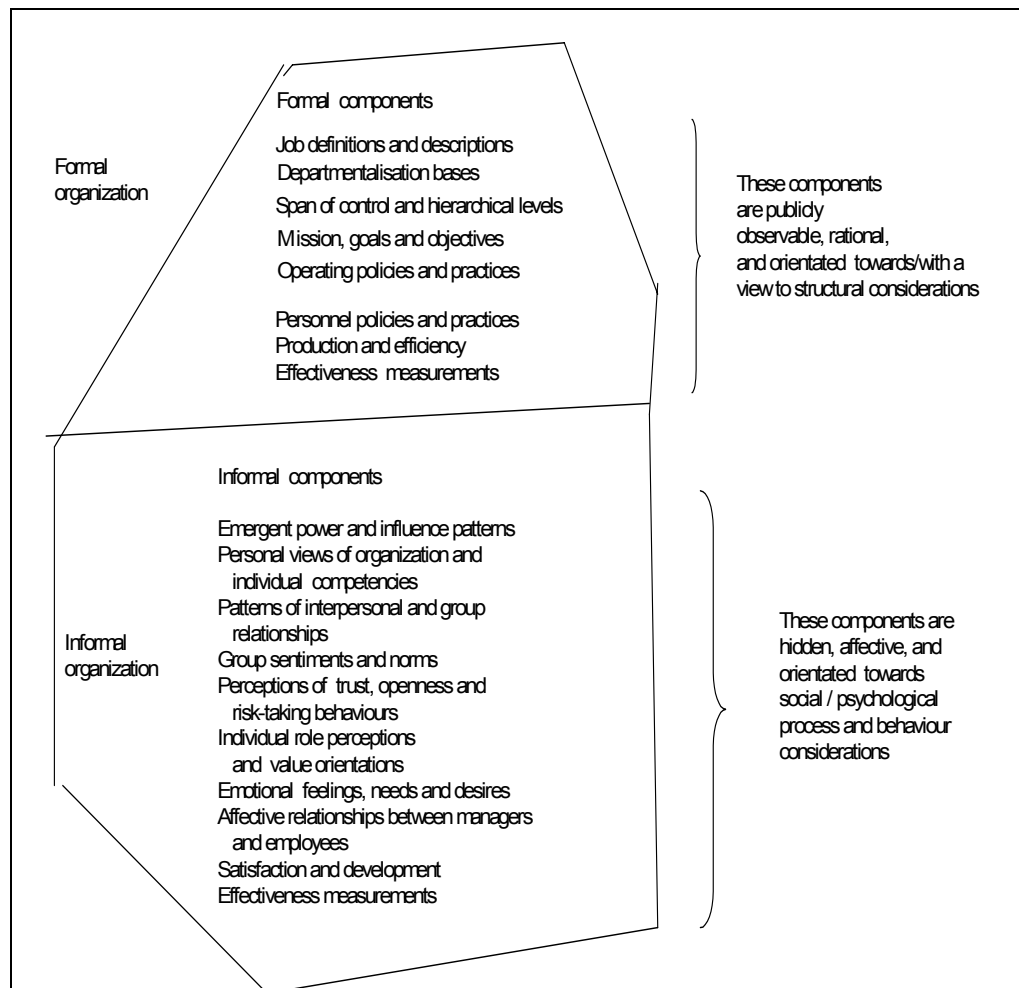 Formal components
Job definitions and descriptions
Departmentalisation bases
Span of control and hierarchical levels
Mission, goals and objectives
Operating policies and practices
Personnel policies and practices
Production and efficiency
Effectiveness measurements
Formal
organization
These components
are publicly
observable, rational,
and orientated towards/with a
view to structural considerations
Informal components
Emergent power and influence patterns
Personal views of organization and
individual competencies
Patterns of interpersonal and group
relationships
Group sentiments and norms
Perceptions of trust, openness and
risk-taking behaviours
Individual role perceptions
and value orientations
Emotional feelings, needs and desires
Affective relationships between managers
and employees
Satisfaction and development
Effectiveness measurements
Informal
organization
These components are
hidden, affective, and
orientated towards
social / psychological
process and behaviour
considerations